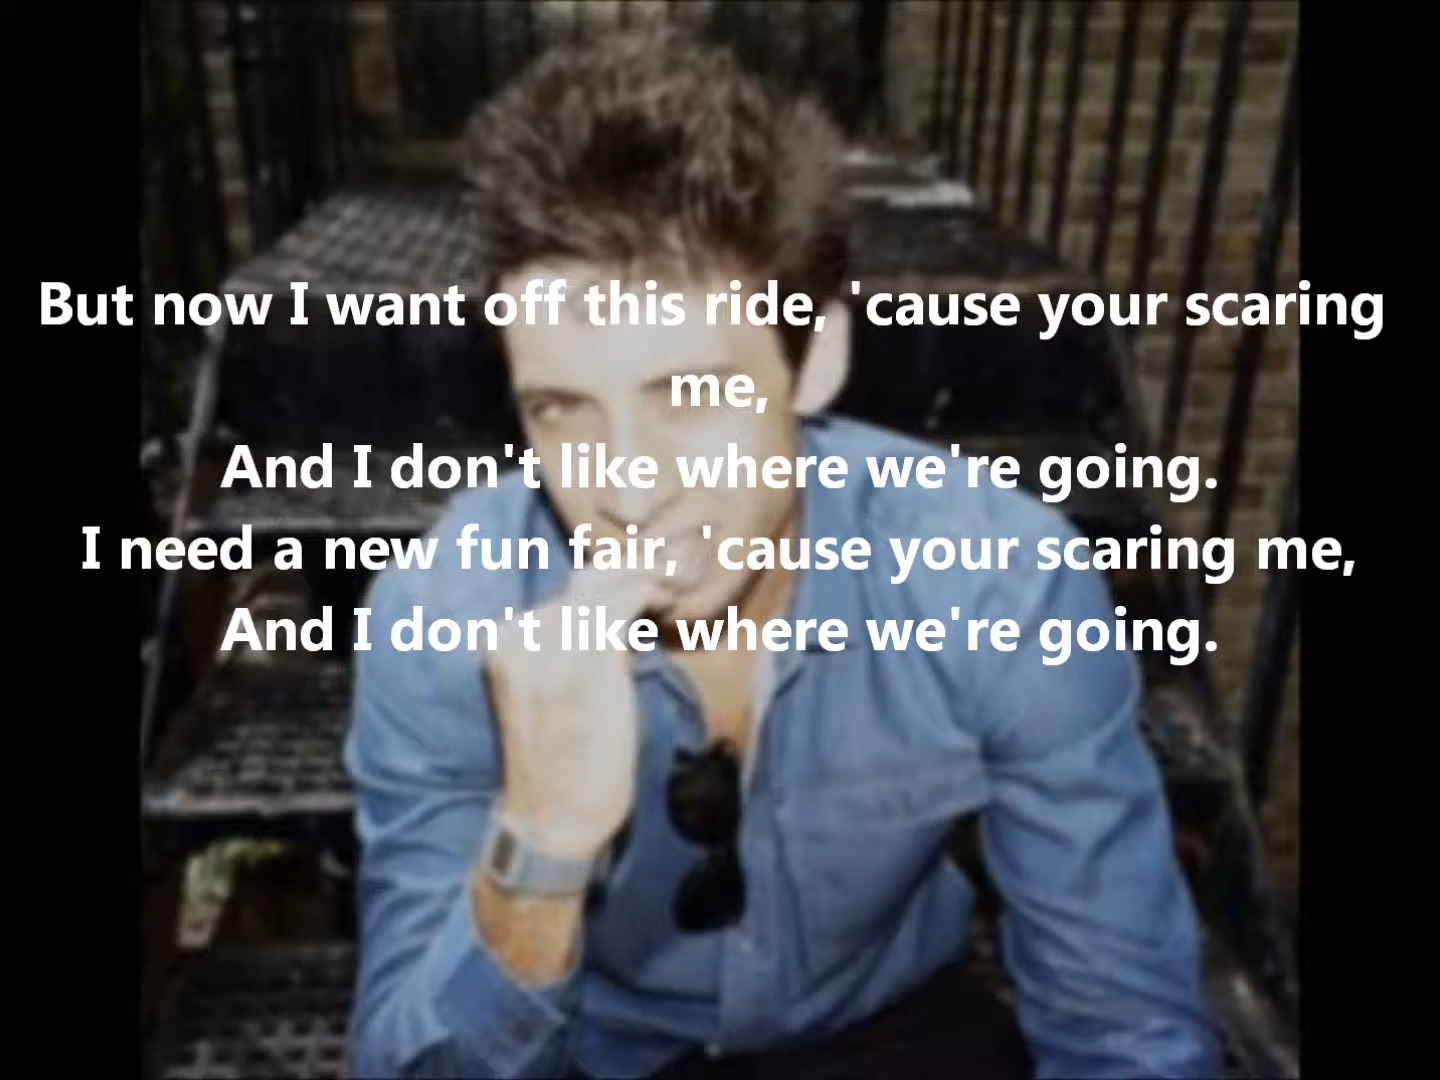 But now I want off this ride, 'cause your scaring
me,
And I don't like where we're going.
I need a new fun fair, 'cause your scaring me,
And I don't like where we're going.